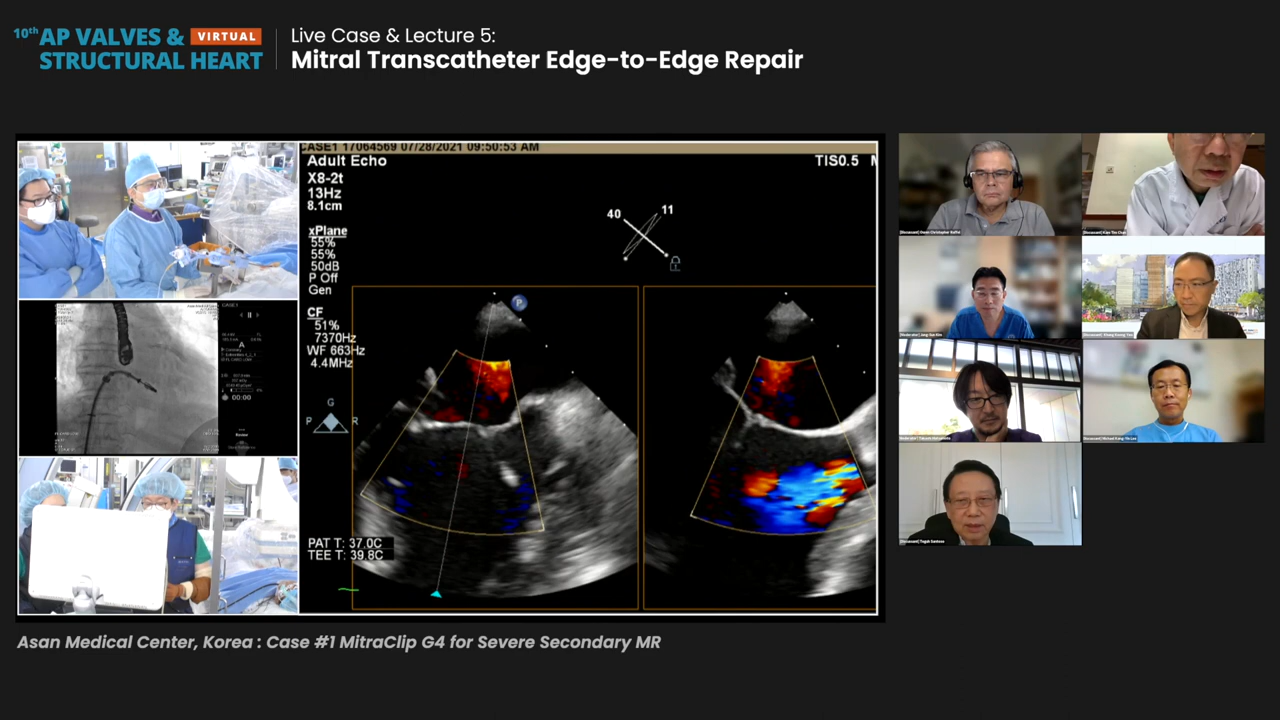 10th AP VALVES & VIRTUAL
STRUCTURAL HEART
Live Case & Lecture 5:
Mitral Transcatheter Edge-to-Edge Repair
CASE1 17064569 07/28/2021 09:50:53 AM
Adult Echo
TIS0.5 M
X8-2t
13Hz
8.1cm
40
11
xPlane
55%
55%
50dB
P Off
Gen
P
CF
51%
7370Hz
WF 663Hz
4.4MHz
G
P R
PAT T: 37.0C
TEE T: 39.8C
A
00:00
Asan Medical Center, Korea : Case #1 MitraClip G4 for Severe Secondary MR